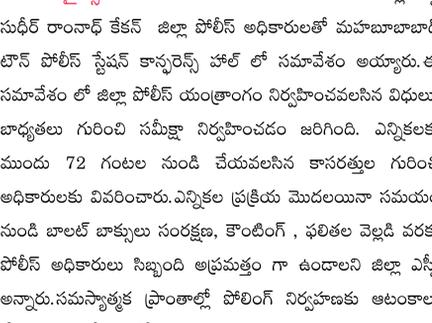 సుధీర్ రాంనాధ్ కేకన్ జిల్లా పోలీస్ అధికారులతో మహబూబాబాద్
టౌన్ పోలీస్ స్టేషన్ కాన్ఫరెన్స్ హాల్ లో సమావేశం అయ్యారు.ఈ
సమావేశం లో జిల్లా పోలీస్ యంత్రాంగం నిర్వహించవలసిన విధులు
బాధ్యతలు గురించి సమీక్షా నిర్వహించడం జరిగింది. ఎన్నికలకు
ముందు 72 గంటల నుండి చేయవలసిన కాసరత్తుల గురించి
అధికారులకు వివరించారు.ఎన్నికల ప్రక్రియ మొదలయినా సమయం
నుండి బాలట్ బాక్సులు సంరక్షణ, కౌంటింగ్ , ఫలితల వెల్లడి వరకు
పోలీస్ అధికారులు సిబ్బంది అప్రమత్తం గా ఉండాలని జిల్లా ఎస్పీ
అన్నారు.సమస్యాత్మక ప్రాంతాల్లో పోలింగ్ నిర్వహణకు ఆటంకాలు